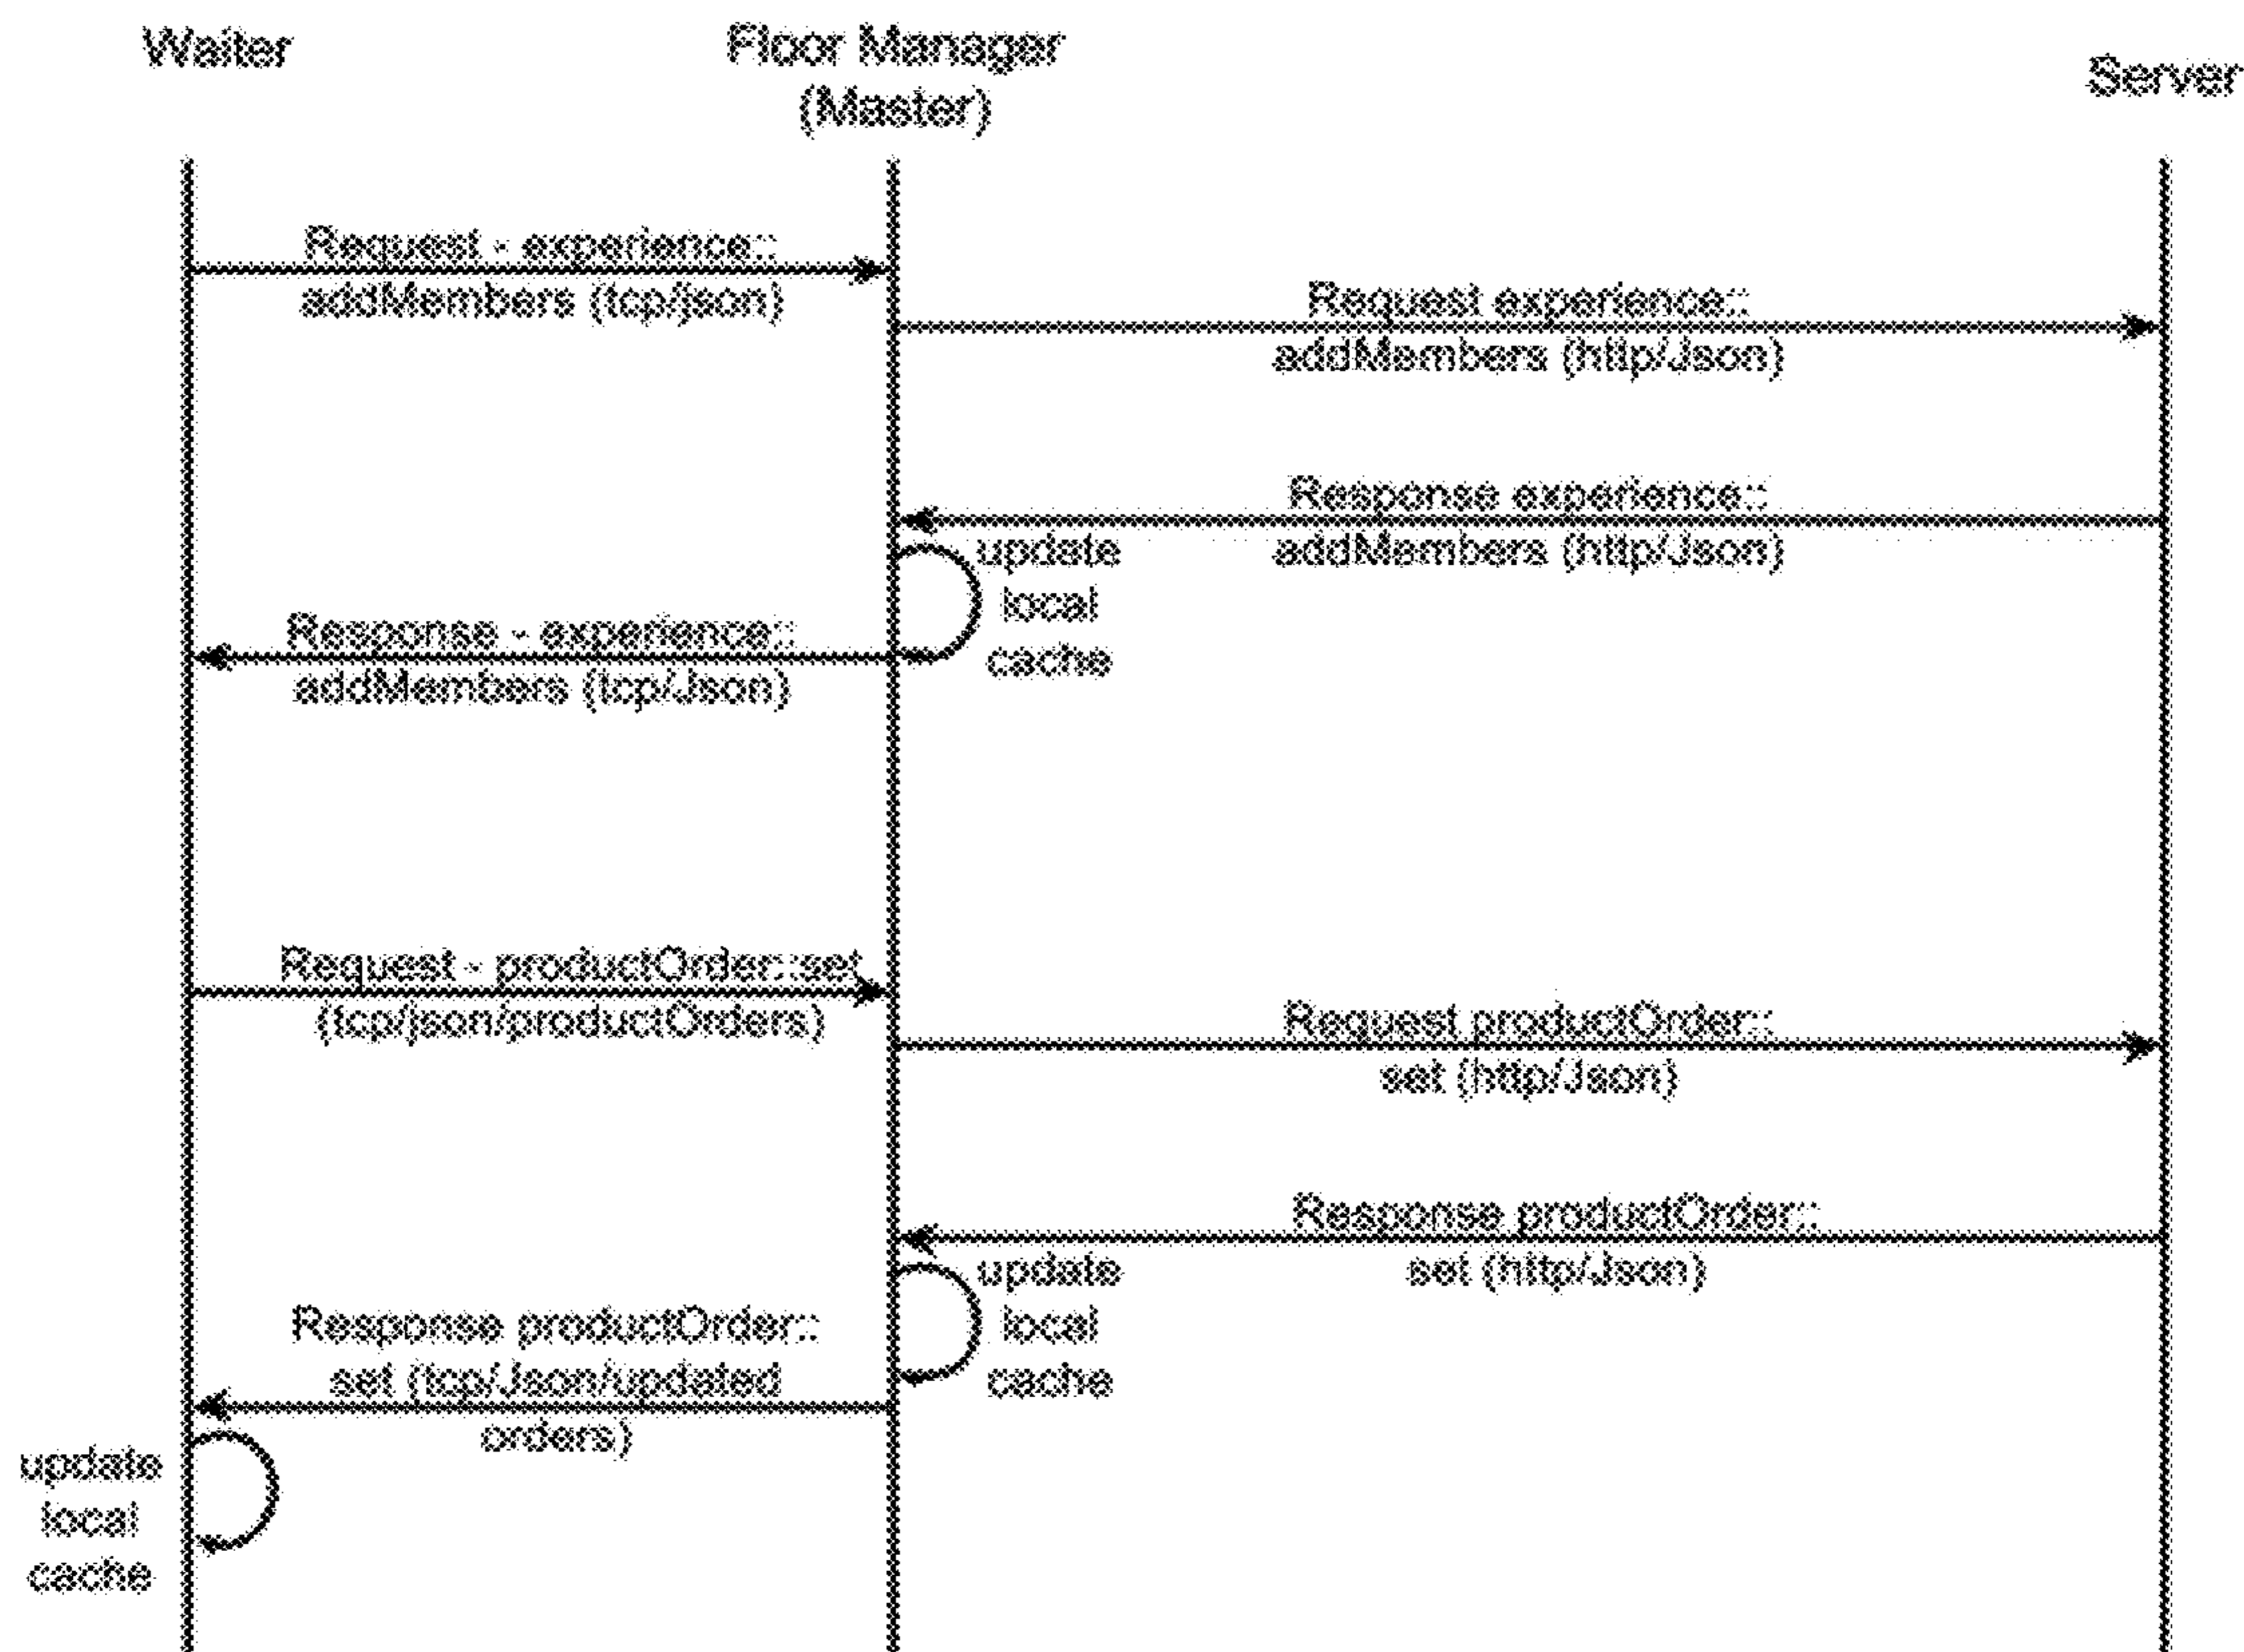 Waiter
Floor Manager
(Master)
Server
Request - experience::
addMembers (tcp/json)
Request experience::
addMembers (http/Json)
Response experience::
addMembers (http/Json)
update
local
cache
Response - experience::
addMembers (tcp/Json)
Request - productOrder::set
(tcp/json/productOrders)
Request productOrder::
set (http/Json)
Response productOrder::
set (http/Json)
update
local
cache
Response productOrder::
set (tcp/Json/updated
orders)
update
local
cache